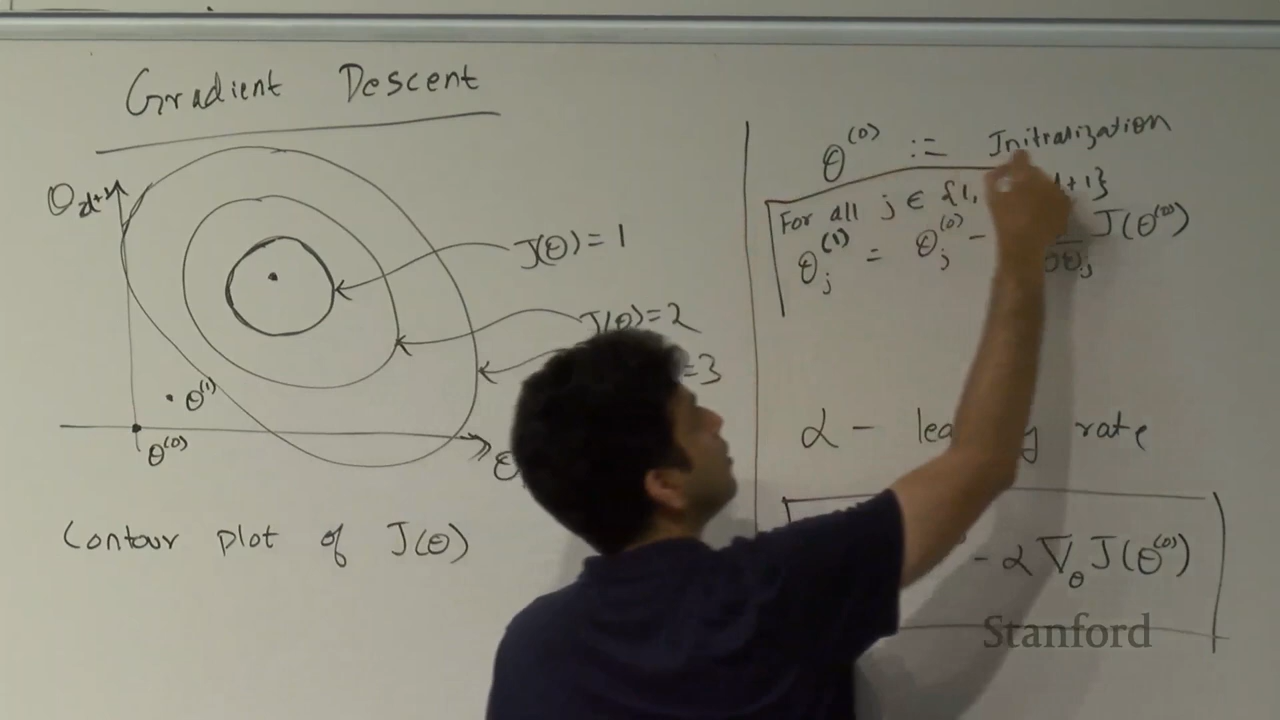 Gradient Descent
θ_{d+1}
J(θ) = 1
J(θ) = 2
= 3
θ^{(1)}
θ^{(0)}
θ
Contour plot of J(θ)
θ^{(0)} := Initialization
For all j ∈ {1, d+1}
θ_j^{(1)} = θ_j^{(0)} - ∂θ_j J(θ^{(0)})
α - rate
- α ∇_θ J(θ^{(0)})
Stanford